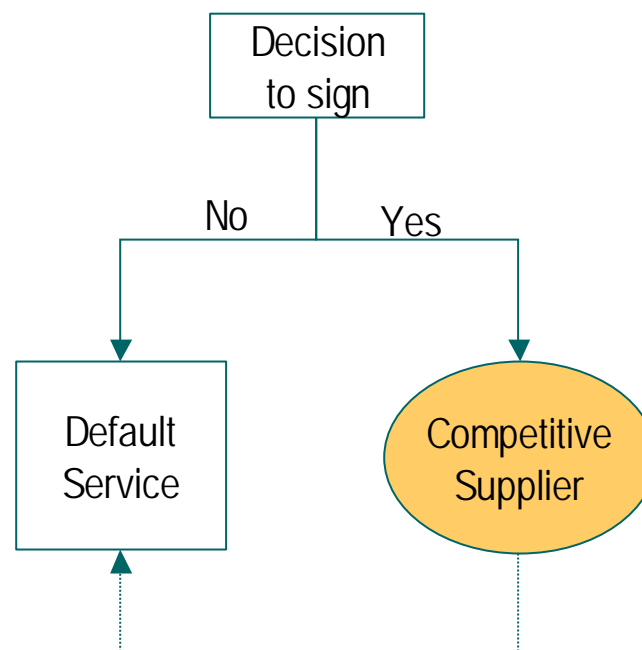 Decision
to sign
No
Yes
Default
Service
Competitive
Supplier